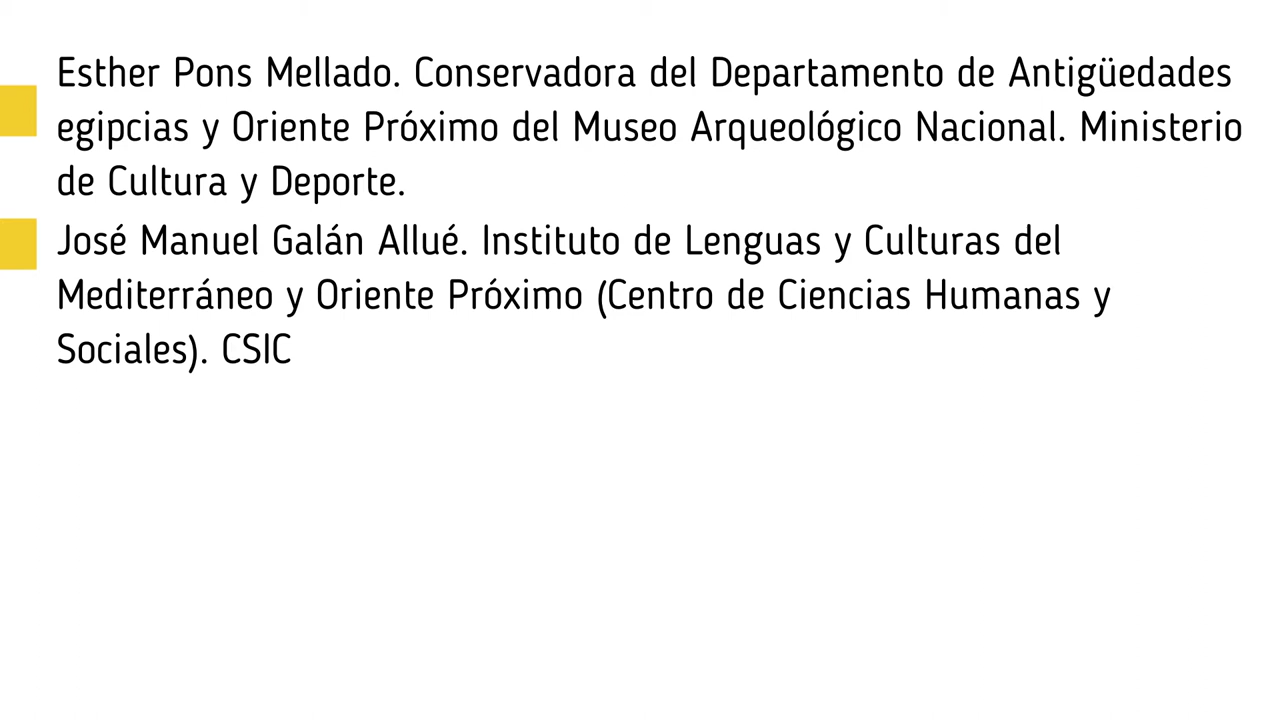 Esther Pons Mellado. Conservadora del Departamento de Antigüedades
egipcias y Oriente Próximo del Museo Arqueológico Nacional. Ministerio
de Cultura y Deporte.
José Manuel Galán Allué. Instituto de Lenguas y Culturas del
Mediterráneo y Oriente Próximo (Centro de Ciencias Humanas y
Sociales). CSIC